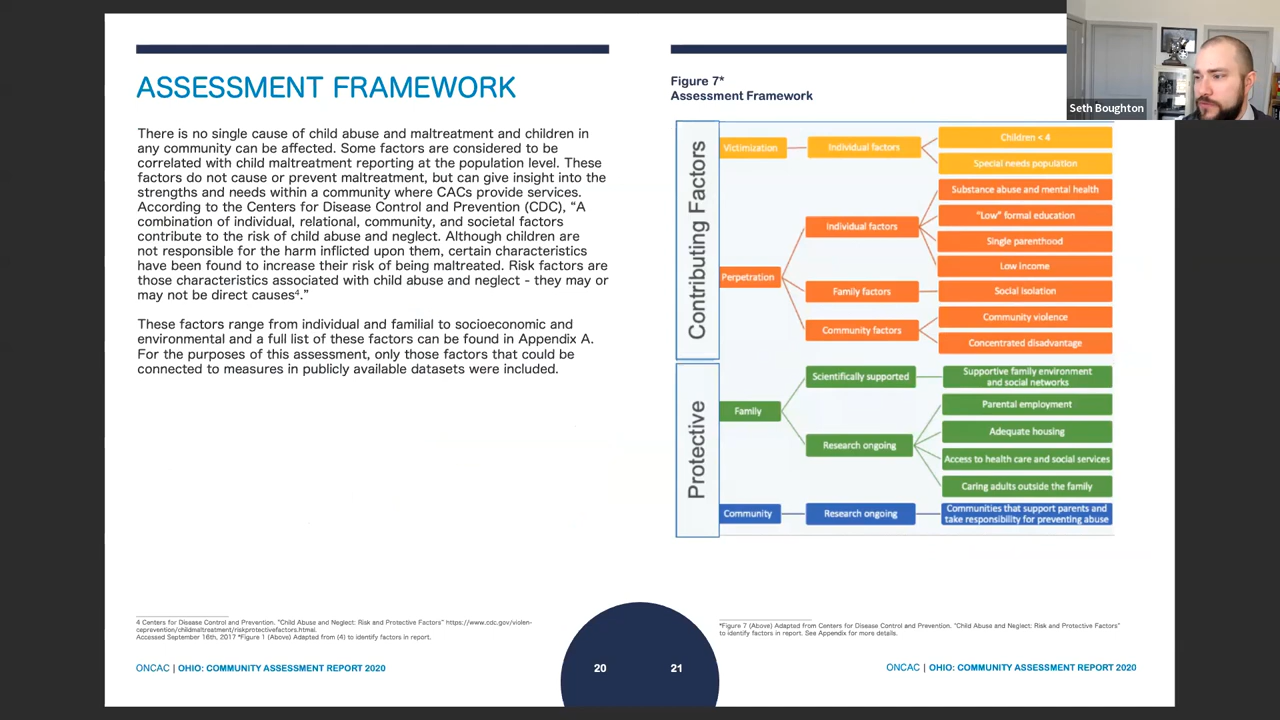 ASSESSMENT FRAMEWORK
There is no single cause of child abuse and maltreatment and children in
any community can be affected. Some factors are considered to be
correlated with child maltreatment reporting at the population level. These
factors do not cause or prevent maltreatment, but can give insight into the
strengths and needs within a community where CACs provide services.
According to the Centers for Disease Control and Prevention (CDC), “A
combination of individual, relational, community, and societal factors
contribute to the risk of child abuse and neglect. Although children are
not responsible for the harm inflicted upon them, certain characteristics
have been found to increase their risk of being maltreated. Risk factors are
those characteristics associated with child abuse and neglect - they may or
may not be direct causes⁴.”
These factors range from individual and familial to socioeconomic and
environmental and a full list of these factors can be found in Appendix A.
For the purposes of this assessment, only those factors that could be
connected to measures in publicly available datasets were included.
4 Centers for Disease Control and Prevention. "Child Abuse and Neglect: Risk and Protective Factors" https://www.cdc.gov/violen-
ceprevention/childmaltreatment/riskprotectivefactors.html.
Accessed September 16th, 2017 *Figure 1 (Above) Adapted from (4) to identify factors in report.
ONCAC | OHIO: COMMUNITY ASSESSMENT REPORT 2020
20
Figure 7*
Assessment Framework
Contributing Factors
Victimization
Individual factors
Children < 4
Special needs population
Perpetration
Individual factors
Substance abuse and mental health
"Low" formal education
Single parenthood
Low income
Family factors
Social isolation
Community factors
Community violence
Concentrated disadvantage
Protective
Family
Scientifically supported
Supportive family environment
and social networks
Research ongoing
Parental employment
Adequate housing
Access to health care and social services
Caring adults outside the family
Community
Research ongoing
Communities that support parents and
take responsibility for preventing abuse
*Figure 7 (Above) Adapted from Centers for Disease Control and Prevention. "Child Abuse and Neglect: Risk and Protective Factors"
to identify factors in report. See Appendix for more details.
21
ONCAC | OHIO: COMMUNITY ASSESSMENT REPORT 2020
Seth Boughton